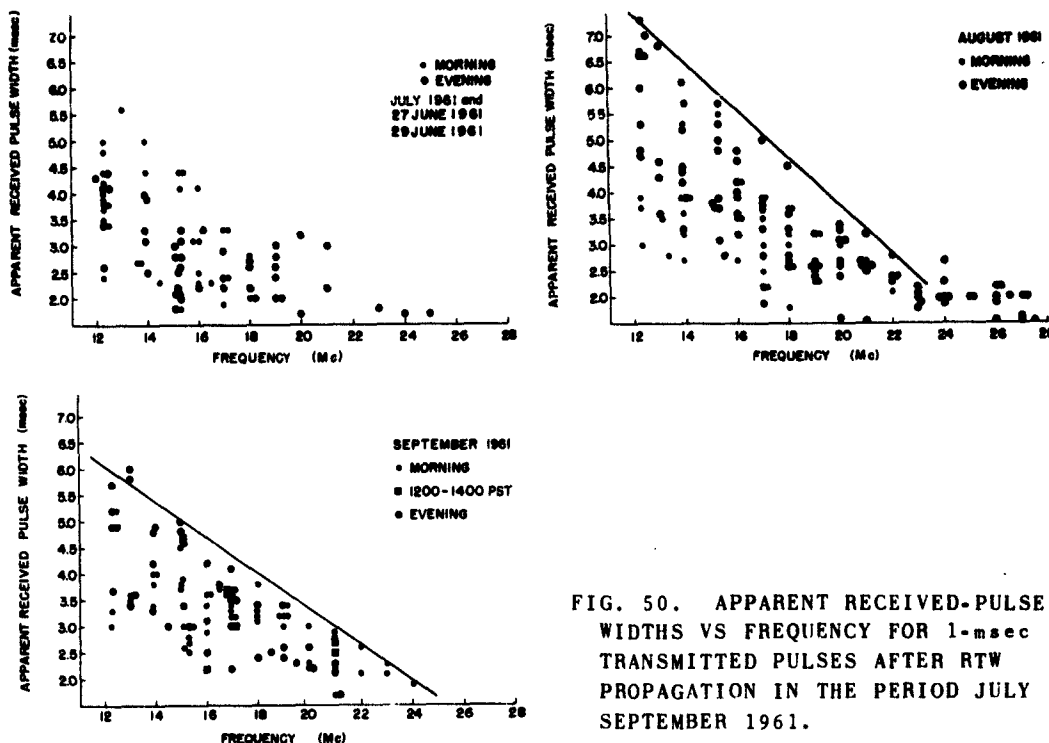 APPARENT RECEIVED PULSE WIDTH (msec)
7.0
6.5
6.0
5.5
5.0
4.5
4.0
3.5
3.0
2.5
2.0
12 14 16 18 20 22 24 26 28
FREQUENCY (Mc)
• MORNING
● EVENING
JULY 1961 and
27 JUNE 1961
29 JUNE 1961
APPARENT RECEIVED PULSE WIDTH (msec)
7.0
6.5
6.0
5.5
5.0
4.5
4.0
3.5
3.0
2.5
2.0
12 14 16 18 20 22 24 26 28
FREQUENCY (Mc)
AUGUST 1961
• MORNING
● EVENING
APPARENT RECEIVED PULSE WIDTH (msec)
7.0
6.5
6.0
5.5
5.0
4.5
4.0
3.5
3.0
2.5
2.0
12 14 16 18 20 22 24 26 28
FREQUENCY (Mc)
SEPTEMBER 1961
• MORNING
■ 1200-1400 PST
● EVENING
FIG. 50. APPARENT RECEIVED-PULSE
WIDTHS VS FREQUENCY FOR 1-msec
TRANSMITTED PULSES AFTER RTW
PROPAGATION IN THE PERIOD JULY
SEPTEMBER 1961.